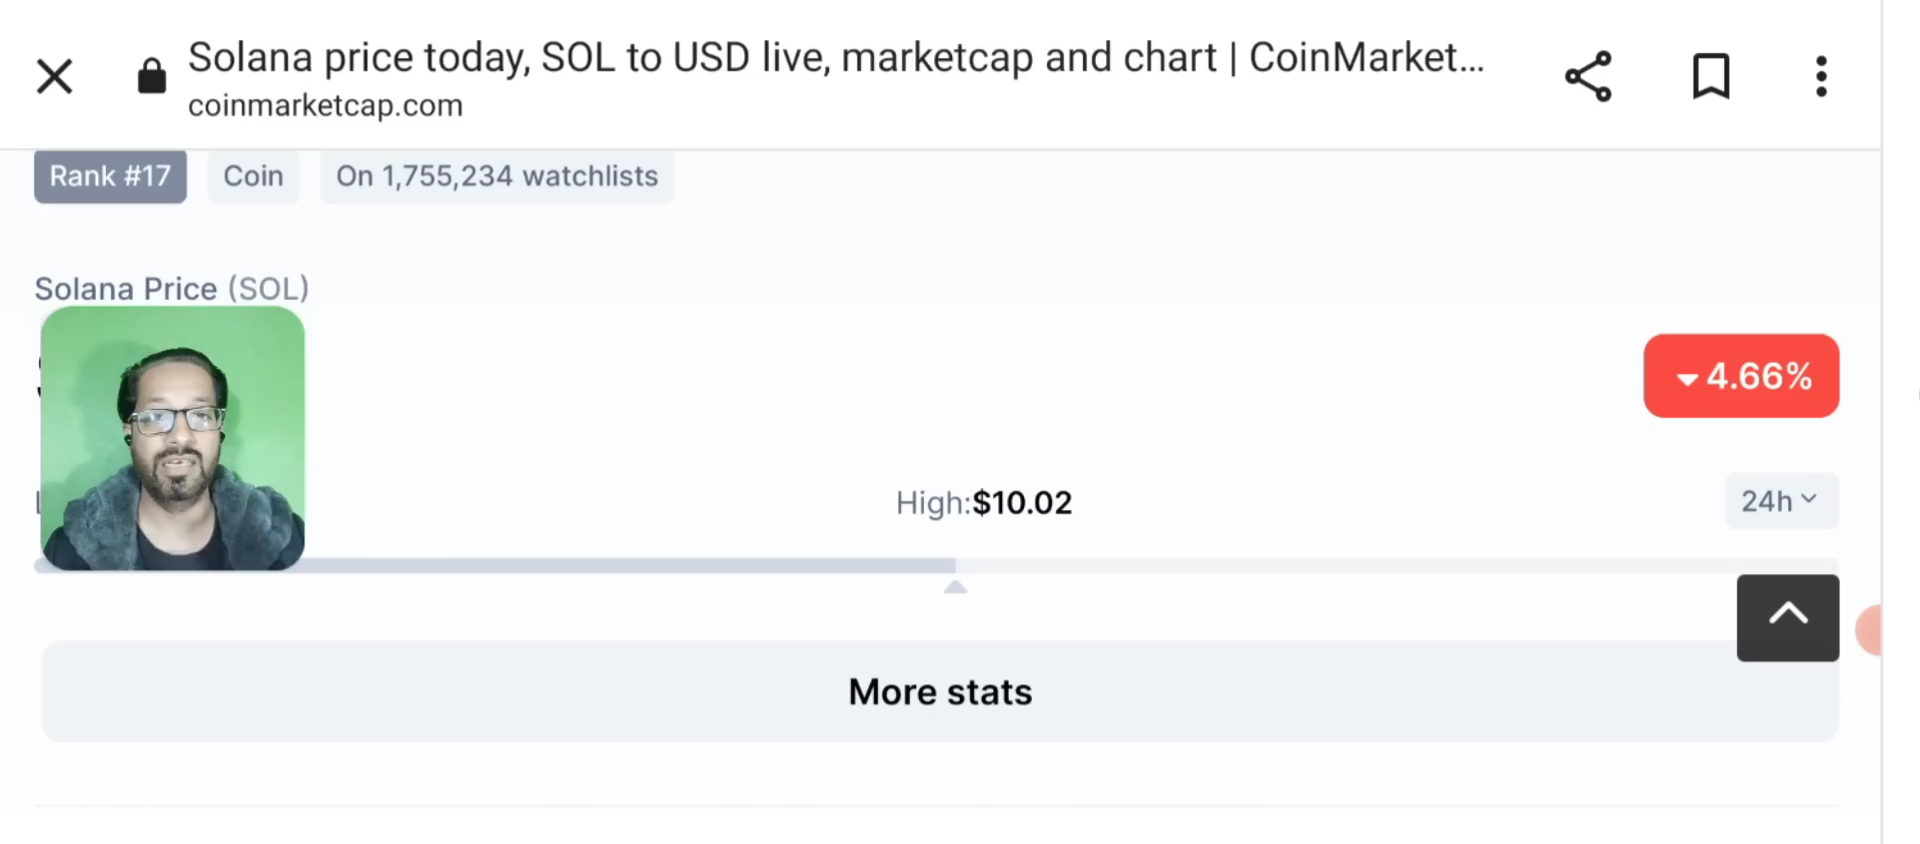 Solana price today, SOL to USD live, marketcap and chart | CoinMarket...
coinmarketcap.com
Rank #17 Coin On 1,755,234 watchlists
Solana Price (SOL)
4.66%
High:$10.02 24h
More stats